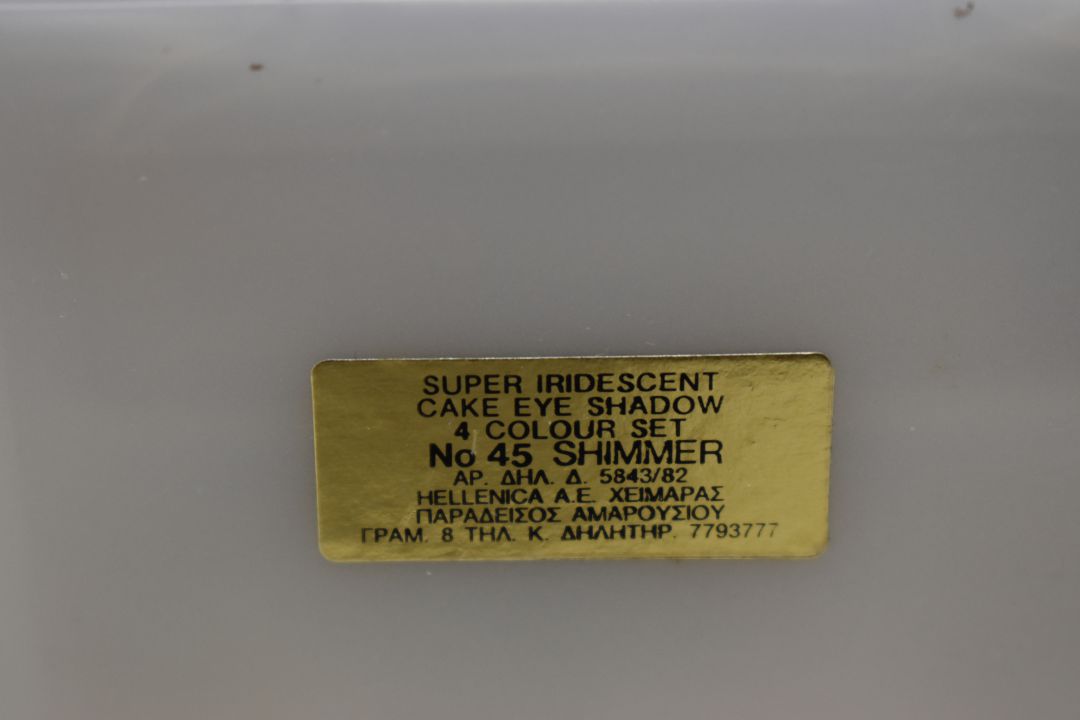 SUPER IRIDESCENT
CAKE EYE SHADOW
4 COLOUR SET
No 45 SHIMMER
ΑΡ. ΔΗΛ. Δ. 5843/82
HELLENICA A.E. ΧΕΙΜΑΡΑΣ
ΠΑΡΑΔΕΙΣΟΣ ΑΜΑΡΟΥΣΙΟΥ
ΓΡΑΜ. 8 ΤΗΛ. Κ. ΔΗΛΗΤΗΡ. 7793777